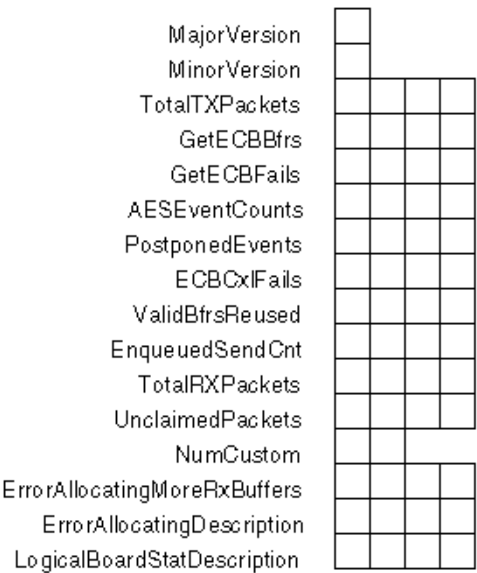 MajorVersion
MinorVersion
TotalTXPackets
GetECBBfrs
GetECBFails
AESEventCounts
PostponedEvents
ECBCxlFails
ValidBfrsReused
EnqueuedSendCnt
TotalRXPackets
UnclaimedPackets
NumCustom
ErrorAllocatingMoreRxBuffers
ErrorAllocatingDescription
LogicalBoardStatDescription